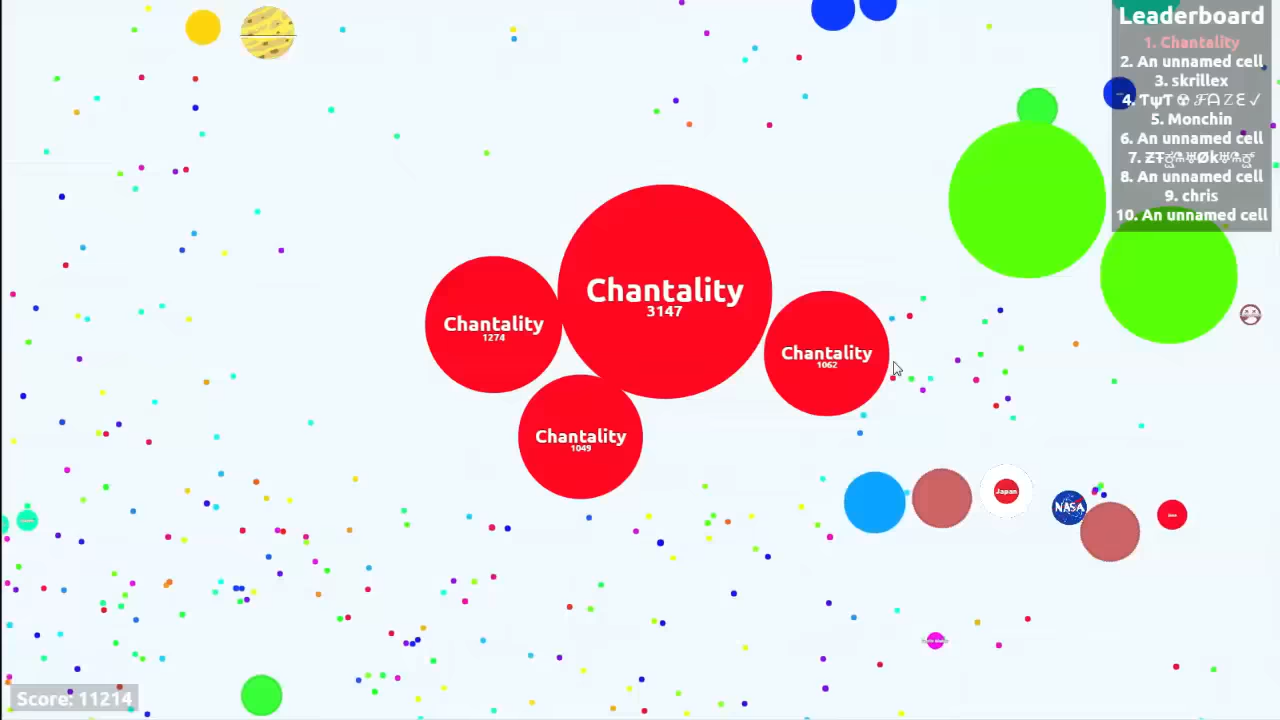 Leaderboard
1. Chantality
2. An unnamed cell
3. skrillex
5. Monchin
6. An unnamed cell
8. An unnamed cell
9. chris
10. An unnamed cell
Chantality
3147
Chantality
1274
Chantality
1062
Chantality
1049
Japan
NASA
Score: 11214